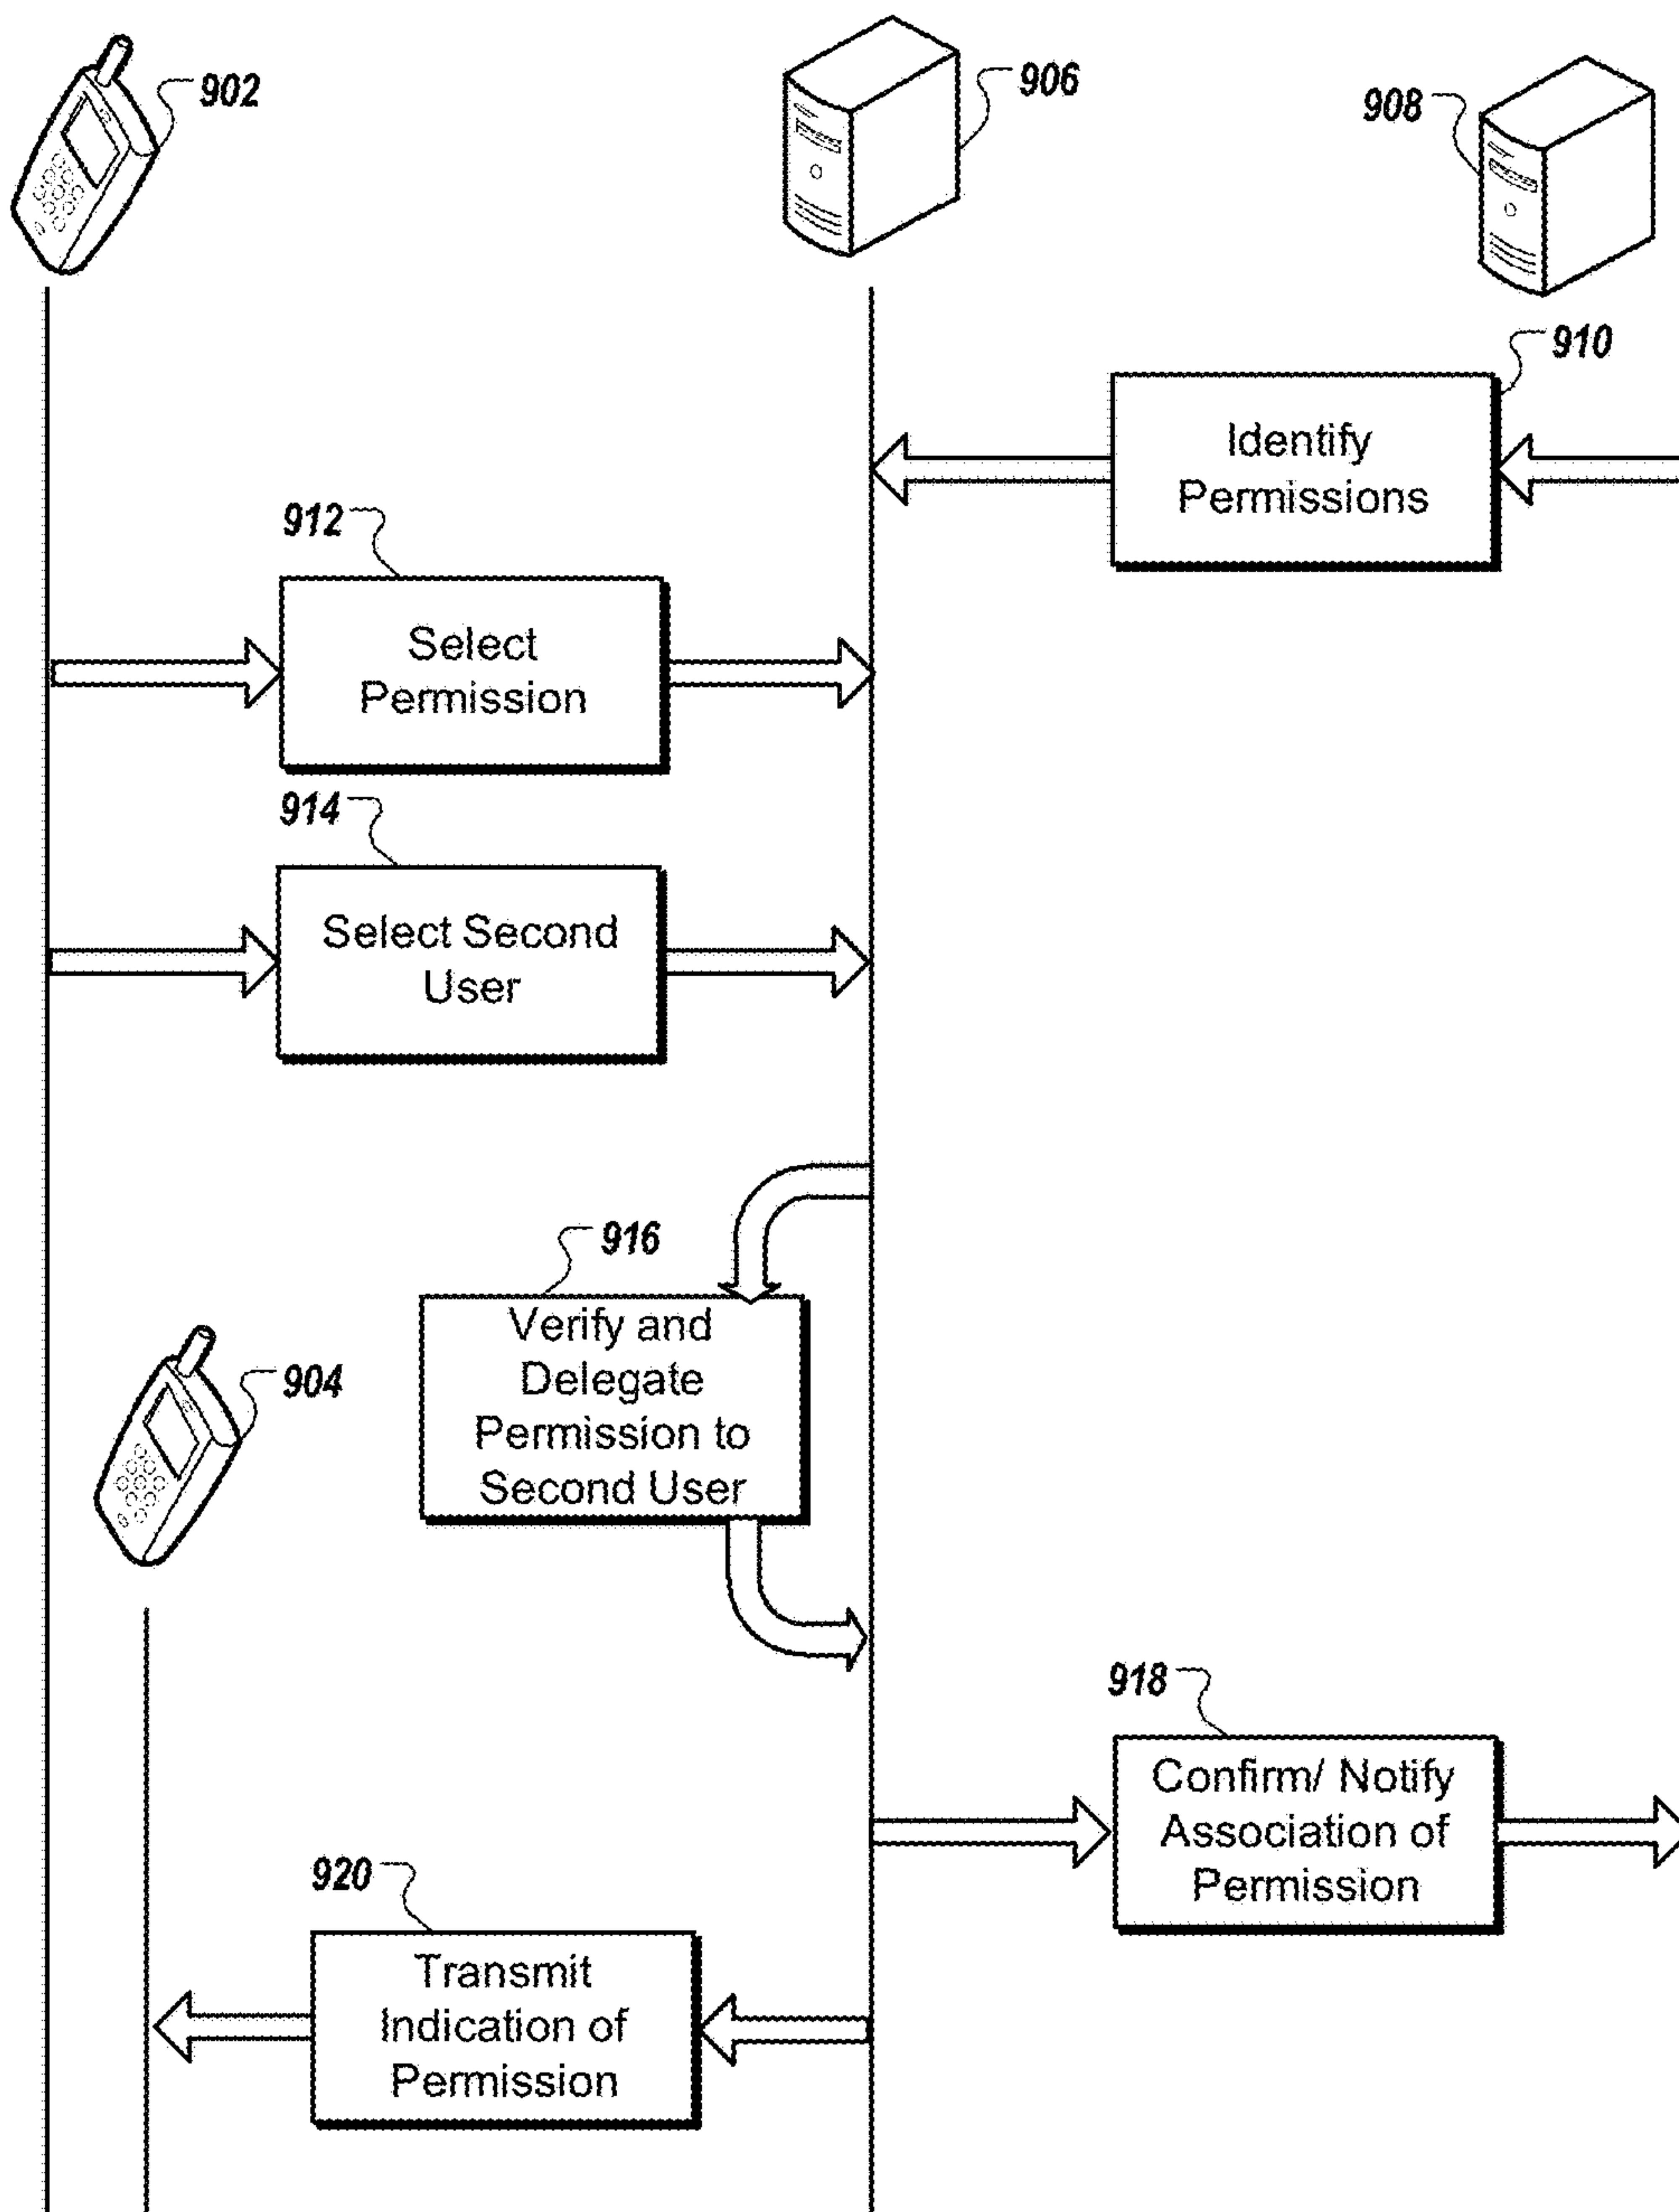 902
906
908
910
Identify
Permissions
912
Select
Permission
914
Select Second
User
916
Verify and
Delegate
Permission to
Second User
904
918
Confirm/ Notify
Association of
Permission
920
Transmit
Indication of
Permission